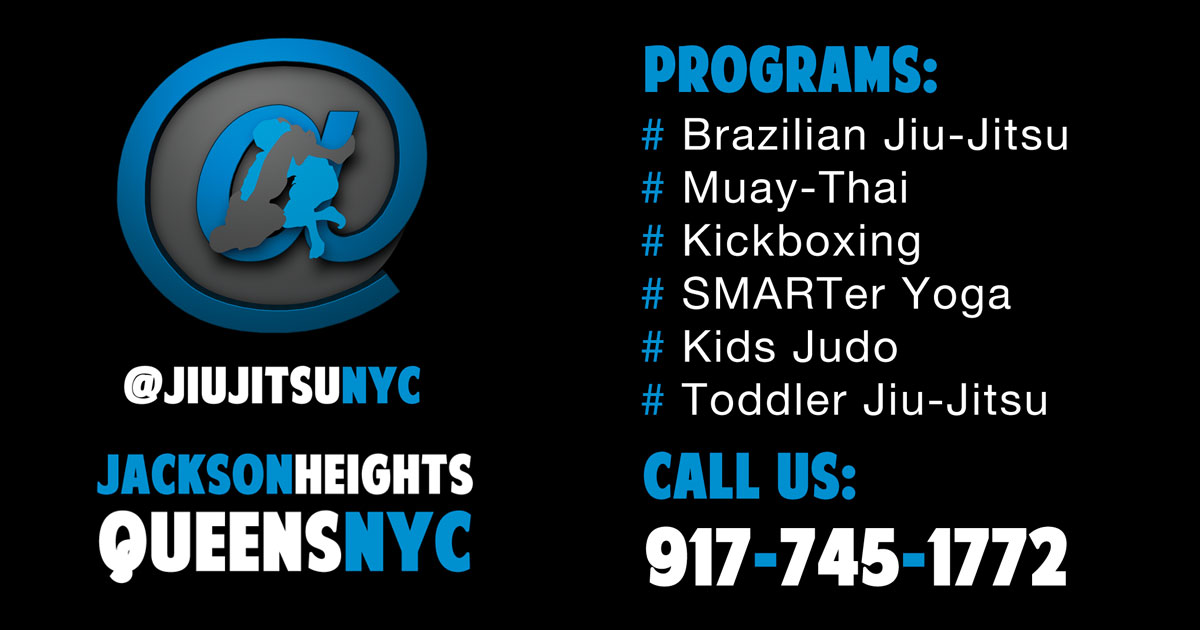 @JIUJITSUNYC
JACKSONHEIGHTS
QUEENSNYC
PROGRAMS:
# Brazilian Jiu-Jitsu
# Muay-Thai
# Kickboxing
# SMARTer Yoga
# Kids Judo
# Toddler Jiu-Jitsu
CALL US:
917-745-1772